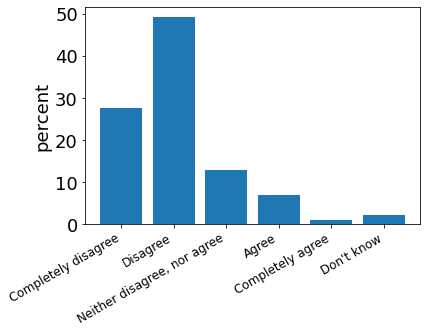 percent
50
40
30
20
10
0
Completely disagree
Disagree
Neither disagree, nor agree
Agree
Completely agree
Don't know